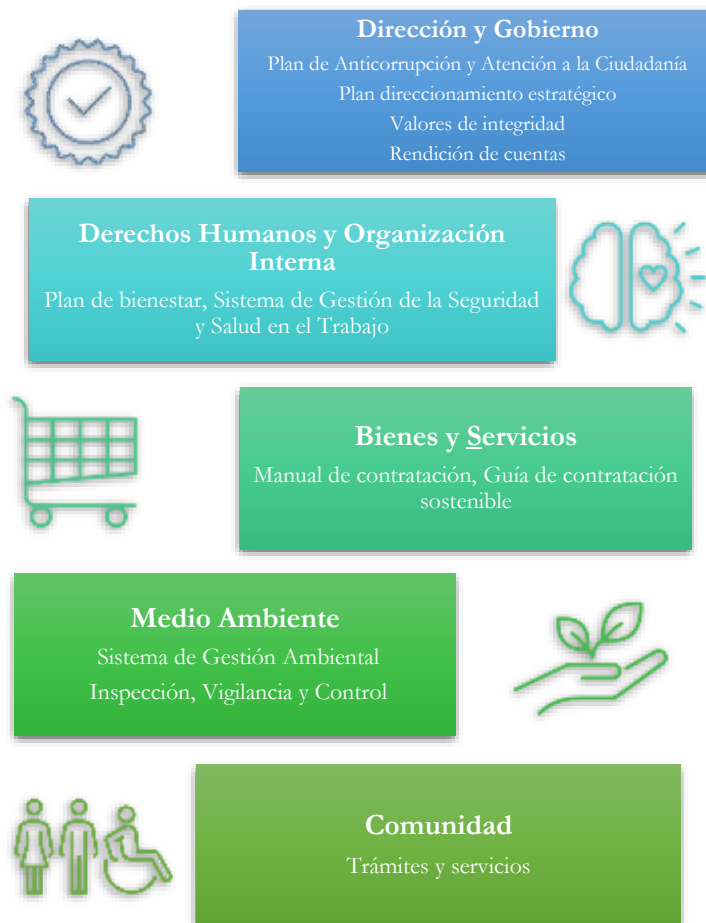 Dirección y Gobierno
Plan de Anticorrupción y Atención a la Ciudadanía
Plan direccionamiento estratégico
Valores de integridad
Rendición de cuentas
Derechos Humanos y Organización
Interna
Plan de bienestar, Sistema de Gestión de la Seguridad
y Salud en el Trabajo
Bienes y Servicios
Manual de contratación, Guía de contratación
sostenible
Medio Ambiente
Sistema de Gestión Ambiental
Inspección, Vigilancia y Control
Comunidad
Trámites y servicios